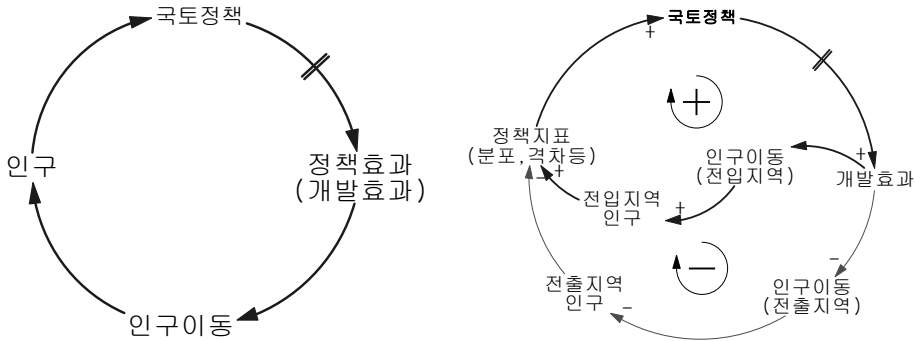 국토정책
정책효과
(개발효과)
인구이동
인구
국토정책
+
+
정책지표
(분포,격차등)
+
-
인구이동
(전입지역)
+
개발효과
전입지역
인구
+
-
-
전출지역
인구
-
인구이동
(전출지역)